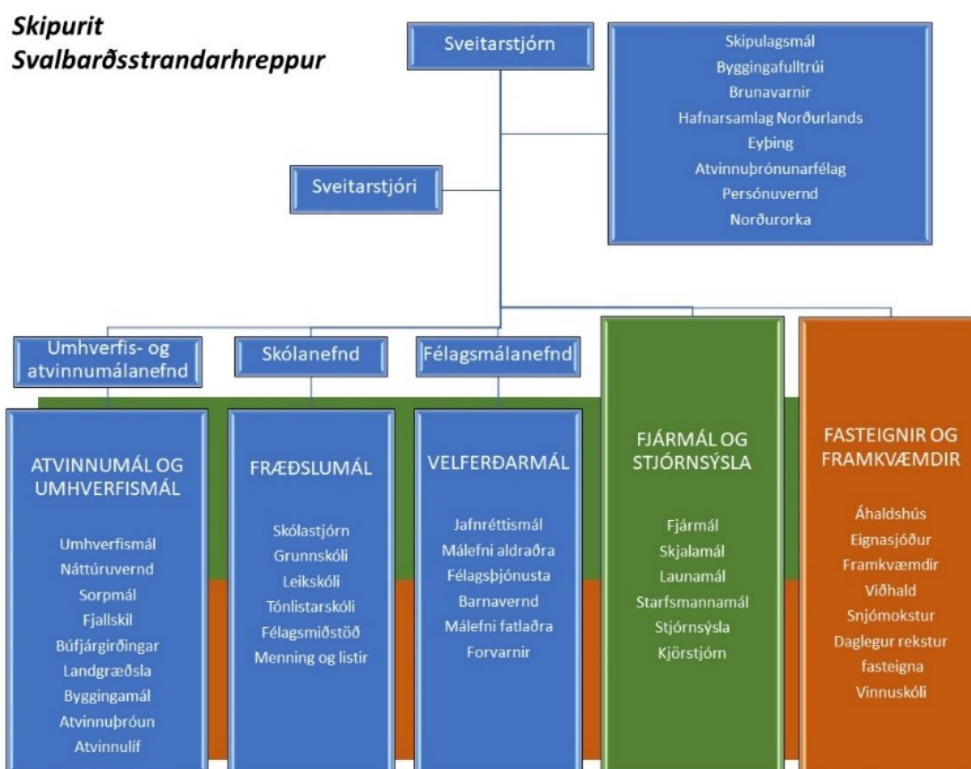 Skipurit
Svalbarðsstrandarhreppur
Sveitarstjórn
Skipulagsmál
Byggingafulltrúi
Brunavarnir
Hafnarsamlag Norðurlands
Eyþing
Atvinnuþrónunarfélag
Persónuvernd
Norðurorka
Sveitarstjóri
Umhverfis- og
atvinnumálanefnd
Skólanefnd
Félagsmálanefnd
ATVINNUMÁL OG
UMHVERFISMÁL
Umhverfismál
Náttúruvernd
Sorpmál
Fjallskil
Búfjárgirðingar
Landgræðsla
Byggingamál
Atvinnuþróun
Atvinnulíf
FRÆÐSLUMÁL
Skólastjórn
Grunnskóli
Leikskóli
Tónlistarskóli
Félagsmiðstöð
Menning og listir
VELFERÐARMÁL
Jafnréttismál
Málefni aldraðra
Félagsþjónusta
Barnavernd
Málefni fatlaðra
Forvarnir
FJÁRMÁL OG
STJÓRNSÝSLA
Fjármál
Skjalamál
Launamál
Starfsmannamál
Stjórnsýsla
Kjörstjórn
FASTEIGNIR OG
FRAMKVÆMDIR
Áhaldshús
Eignasjóður
Framkvæmdir
Viðhald
Snjómokstur
Daglegur rekstur
fasteigna
Vinnuskóli